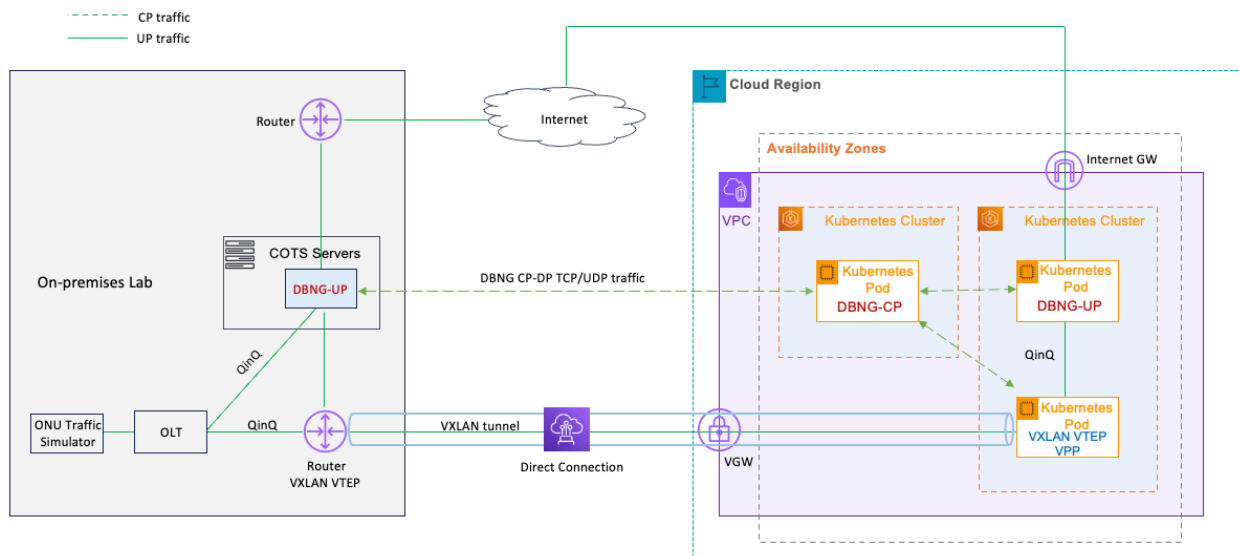 CP traffic
UP traffic
Cloud Region
Router
Internet
Availability Zones
Internet GW
VPC
Kubernetes Cluster
Kubernetes Cluster
COTS Servers
On-premises Lab
DBNG-UP
DBNG CP-DP TCP/UDP traffic
Kubernetes
Pod
DBNG-CP
Kubernetes
Pod
DBNG-UP
QinQ
QinQ
ONU Traffic
Simulator
OLT
QinQ
VXLAN tunnel
Kubernetes
Pod
VXLAN VTEP
VPP
Router
VXLAN VTEP
Direct Connection
VGW